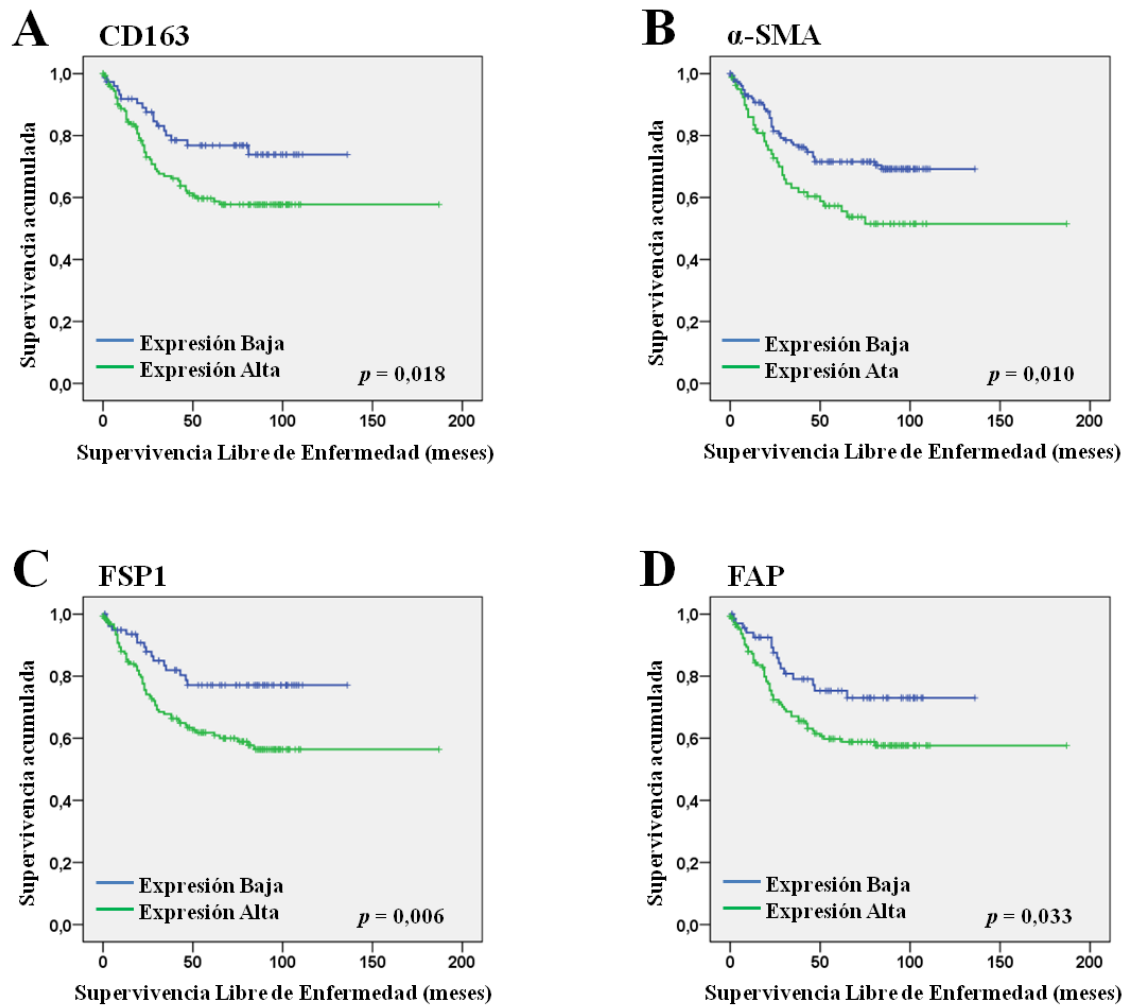 A CD163
1,0
0,8
0,6
0,4
0,2
0,0
Supervivencia acumulada
Expresión Baja
Expresión Alta
p = 0,018
0 50 100 150 200
Supervivencia Libre de Enfermedad (meses)
B α-SMA
1,0
0,8
0,6
0,4
0,2
0,0
Supervivencia acumulada
Expresión Baja
Expresión Ata
p = 0,010
0 50 100 150 200
Supervivencia Libre de Enfermedad (meses)
C FSP1
1,0
0,8
0,6
0,4
0,2
0,0
Supervivencia acumulada
Expresión Baja
Expresión Alta
p = 0,006
0 50 100 150 200
Supervivencia Libre de Enfermedad (meses)
D FAP
1,0
0,8
0,6
0,4
0,2
0,0
Supervivencia acumulada
Expresión Baja
Expresión Alta
p = 0,033
0 50 100 150 200
Supervivencia Libre de Enfermedad (meses)